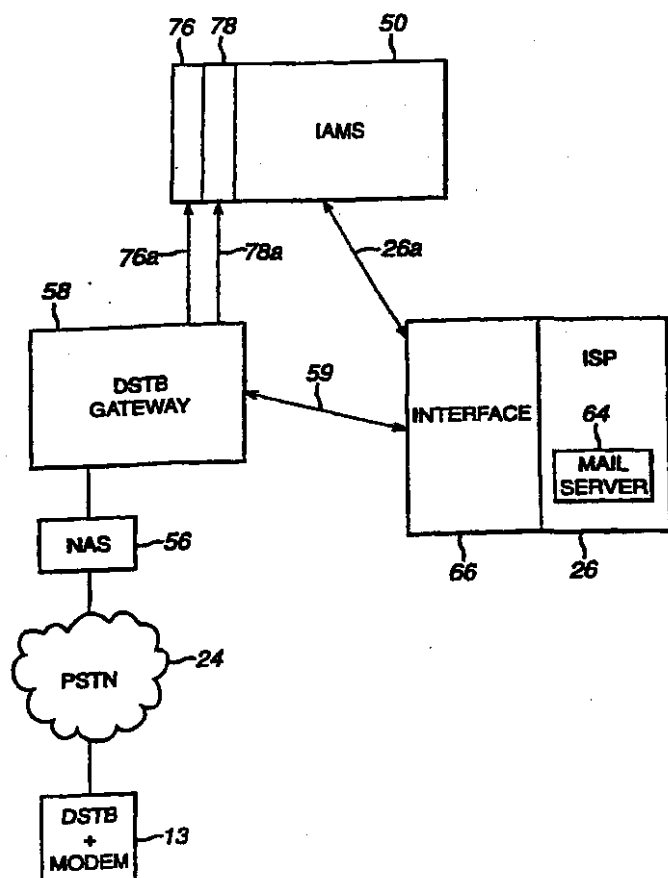 76
78
50
IAMS
76a
78a
26a
58
DSTB
GATEWAY
59
INTERFACE
ISP
64
MAIL
SERVER
NAS
56
66
26
PSTN
24
DSTB
+
MODEM
13